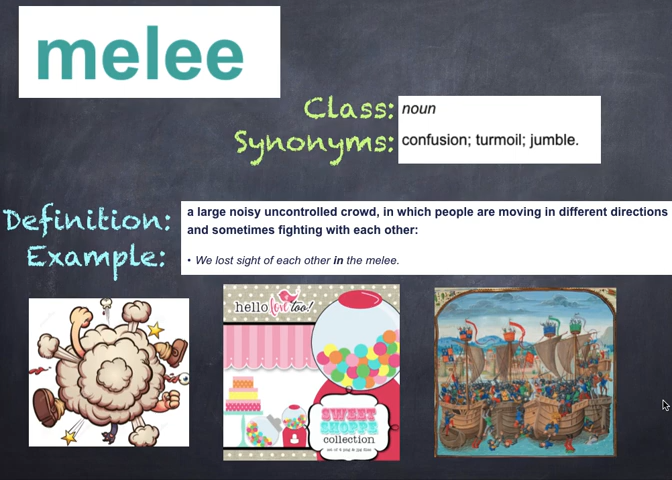 melee
Class: noun
Synonyms: confusion; turmoil; jumble.
Definition: a large noisy uncontrolled crowd, in which people are moving in different directions
and sometimes fighting with each other:
Example: • We lost sight of each other in the melee.
hello love too!
SWEET
SHOPPE
collection